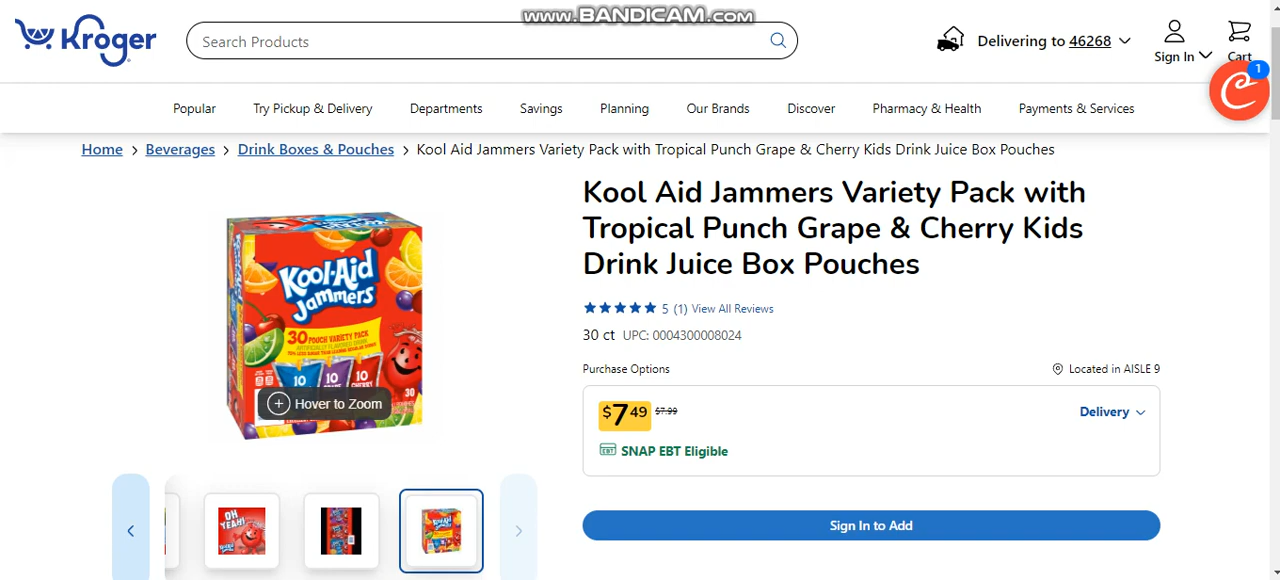 www.BANDICAM.com
Kroger
Search Products
Delivering to 46268
Sign In
Cart
1
Popular
Try Pickup & Delivery
Departments
Savings
Planning
Our Brands
Discover
Pharmacy & Health
Payments & Services
Home > Beverages > Drink Boxes & Pouches > Kool Aid Jammers Variety Pack with Tropical Punch Grape & Cherry Kids Drink Juice Box Pouches
Kool Aid Jammers Variety Pack with
Tropical Punch Grape & Cherry Kids
Drink Juice Box Pouches
5 (1) View All Reviews
30 ct UPC: 0004300008024
Purchase Options
Located in AISLE 9
$7.49 $7.99
Delivery
EBT SNAP EBT Eligible
Sign In to Add
Kool-Aid
Jammers
30 POUCH VARIETY PACK
ARTIFICIALLY FLAVORED DRINK
10
10
10
30
Hover to Zoom
OH
YEAH!